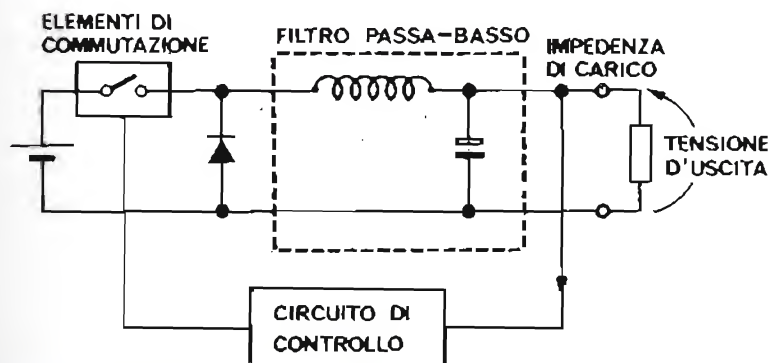 ELEMENTI DI
COMMUTAZIONE
FILTRO PASSA-BASSO
IMPEDENZA
DI CARICO
TENSIONE
D'USCITA
CIRCUITO DI
CONTROLLO